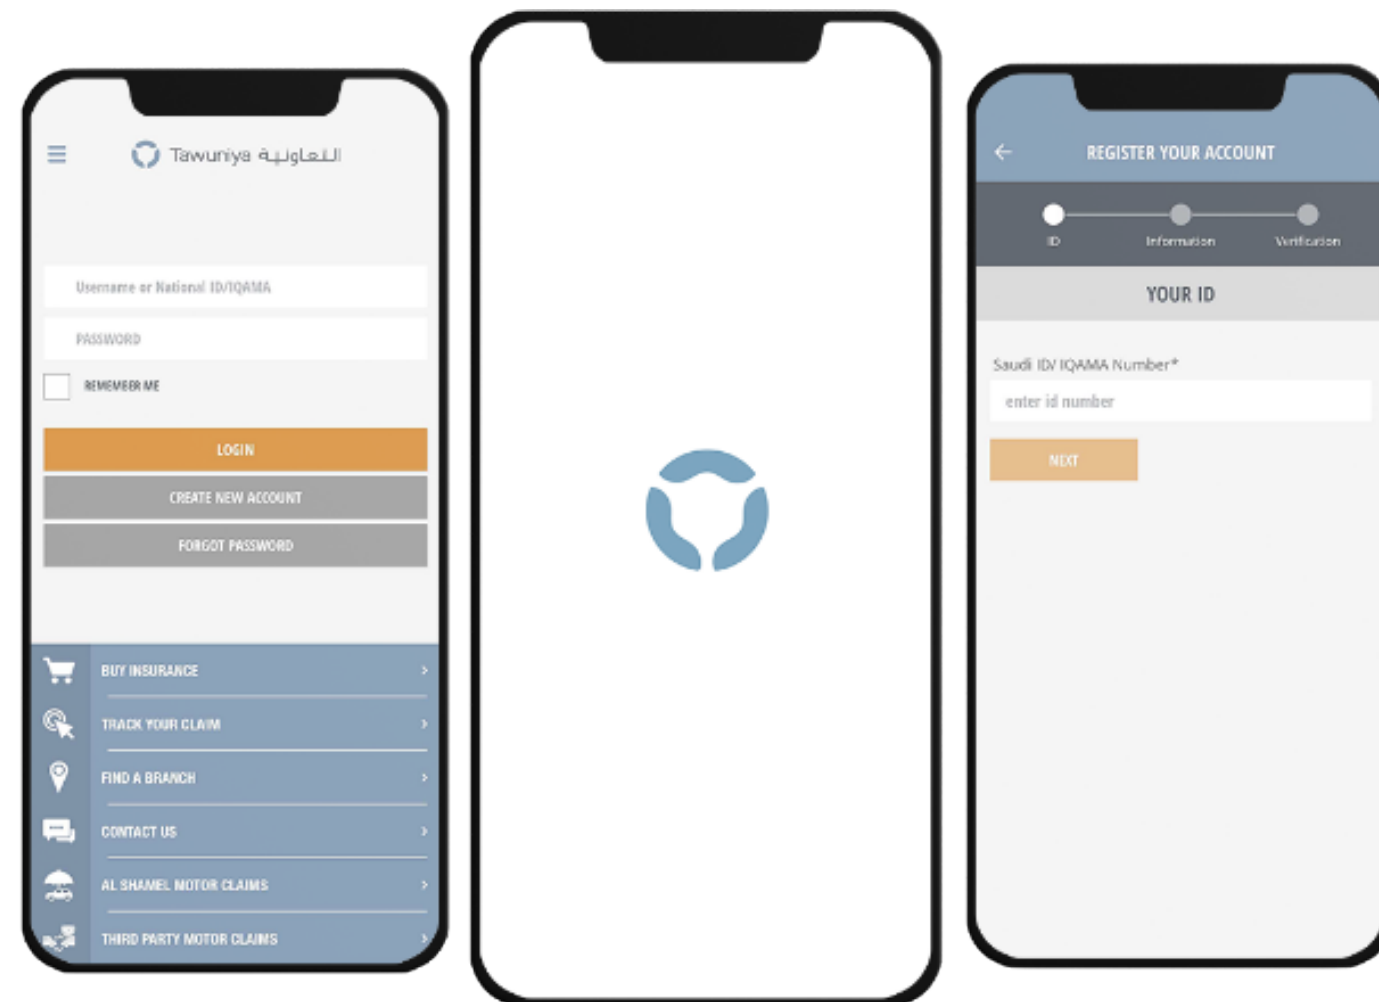 Tawuniya التعاونية
Username or National ID/IQAMA
PASSWORD
REMEMBER ME
LOGIN
CREATE NEW ACCOUNT
FORGOT PASSWORD
BUY INSURANCE
TRACK YOUR CLAIM
FIND A BRANCH
CONTACT US
AL SHAMEL MOTOR CLAIMS
THIRD PARTY MOTOR CLAIMS
REGISTER YOUR ACCOUNT
ID Information Verification
YOUR ID
Saudi ID/ IQAMA Number*
enter id number
NEXT